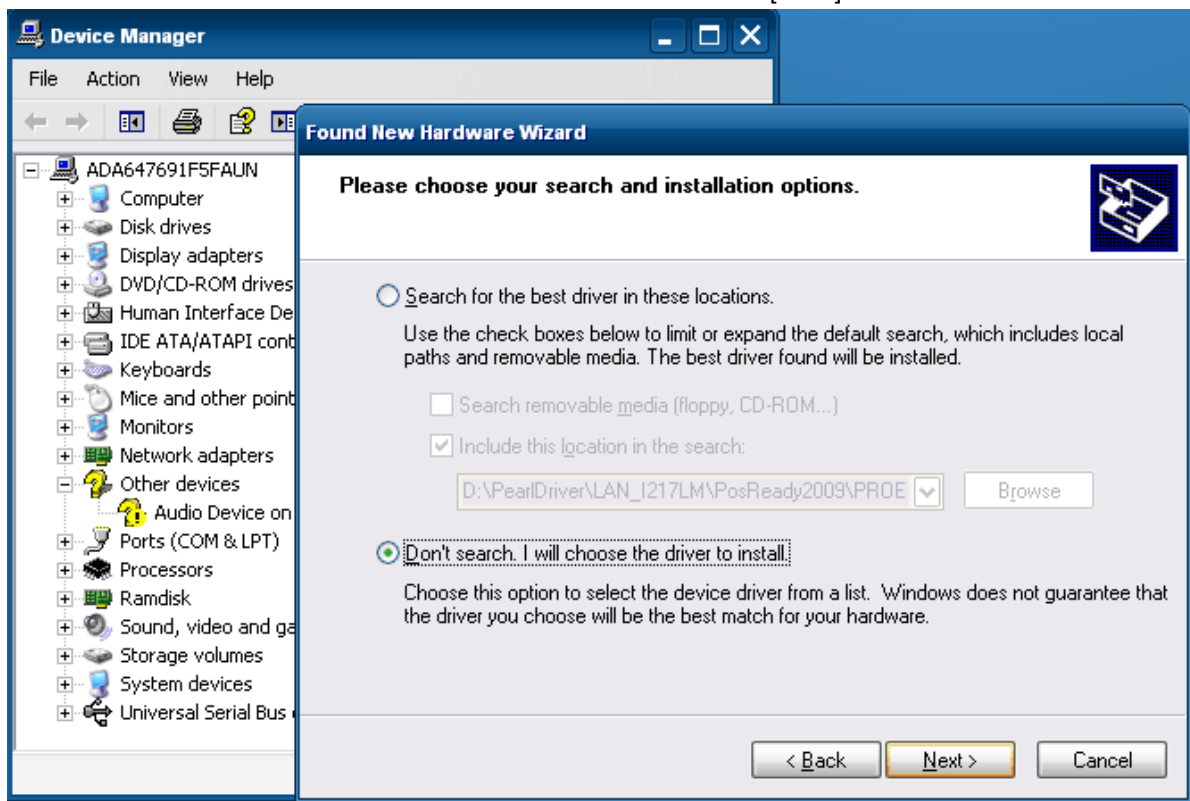 Device Manager
File Action View Help
ADA647691F5FAUN
Computer
Disk drives
Display adapters
DVD/CD-ROM drives
Human Interface De
IDE ATA/ATAPI cont
Keyboards
Mice and other point
Monitors
Network adapters
Other devices
Audio Device on
Ports (COM & LPT)
Processors
Ramdisk
Sound, video and ga
Storage volumes
System devices
Universal Serial Bus
Found New Hardware Wizard
Please choose your search and installation options.
Search for the best driver in these locations.
Use the check boxes below to limit or expand the default search, which includes local
paths and removable media. The best driver found will be installed.
Search removable media (floppy, CD-ROM...)
Include this location in the search:
D:\PearlDriver\LAN_I217LM\PosReady2009\PROE
Browse
Don't search. I will choose the driver to install.
Choose this option to select the device driver from a list. Windows does not guarantee that
the driver you choose will be the best match for your hardware.
< Back Next > Cancel